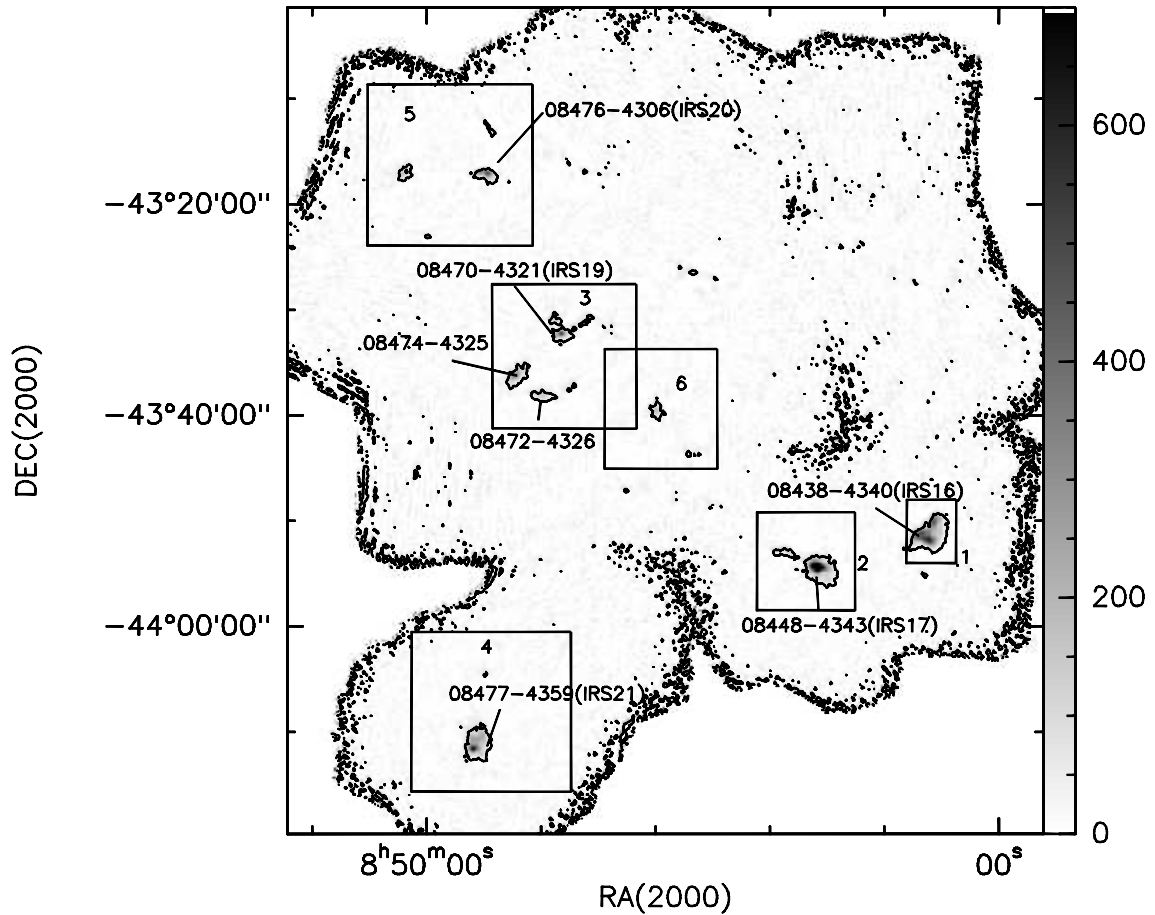 5
08476-4306(IRS20)
600
-43°20'00"
08470-4321(IRS19)
3
08474-4325
400
6
-43°40'00"
08472-4326
DEC(2000)
08438-4340(IRS16)
2
1
200
08448-4343(IRS17)
-44°00'00"
4
08477-4359(IRS21)
0
8h50m00s
00s
RA(2000)